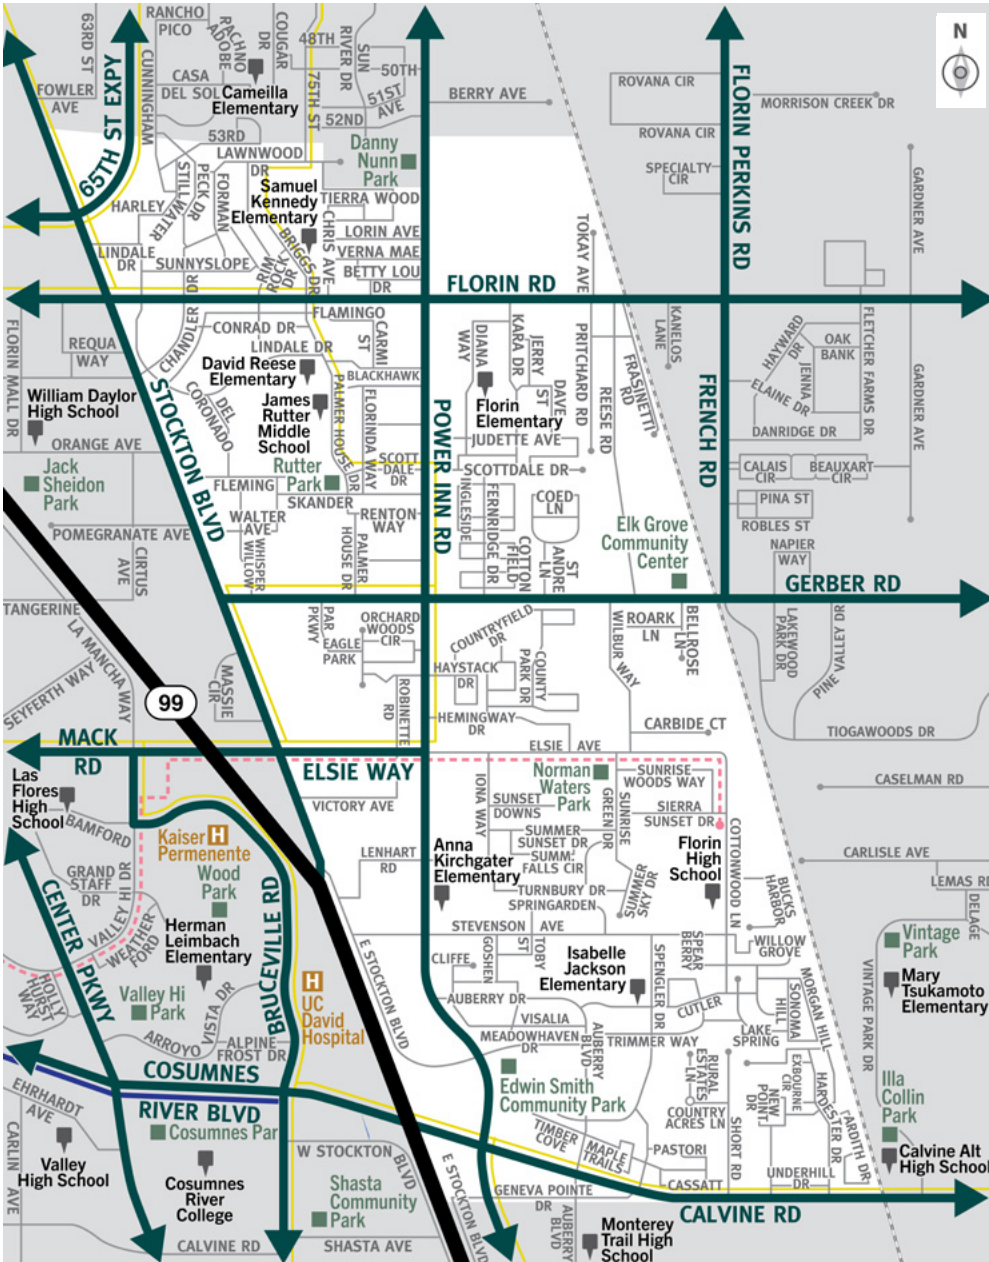 RANCHO
PICO
RACHNO
ADOBE
COUGAR
DR
48TH
RIVER DR
SUN
50TH
51ST
AVE
52ND
75TH ST
63RD ST
FOWLER
AVE
65TH ST EXPY
CUNNINGHAM
CASA
DEL SOL
Cameilla
Elementary
53RD
LAWNWOOD
DR
Danny
Nunn
Park
BERRY AVE
ROVANA CIR
ROVANA CIR
FLORIN PERKINS RD
MORRISON CREEK DR
N
SPECIALTY
CIR
GARDNER AVE
Samuel
Kennedy
Elementary
STILLWATER
PECK DR
FORMAN
HARLEY
TIERRA WOOD
LORIN AVE
VERNA MAE
BETTY LOU
DR
CHRIS AVE
BRIGGS DR
RIM
ROCK DR
LINDALE
DR
SUNNYSLOPE
DR
TOKAY AVE
FLORIN RD
FLORIN MALL DR
REQUA
WAY
CHANDLER
CONRAD DR
FLAMINGO
LINDALE DR
CARMI
ST
David Reese
Elementary
BLACKHAWK
William Daylor
High School
ORANGE AVE
Jack
Sheidon
Park
STOCKTON BLVD
DEL
CORONADO
James
Rutter
Middle
School
Rutter
Park
PALMER HOUSE DR
FLORINDA WAY
SCOTT
DALE
DR
FLEMING
SKANDER
WALTER
AVE
RENTON
WAY
WHISPER
WILLOW
PALMER
HOUSE DR
POWER INN RD
DIANA
WAY
KARA DR
JERRY
ST
DAVE
ST
Florin
Elementary
JUDETTE AVE
SCOTTDALE DR
PRITCHARD RD
REESE RD
FRASINETTI
RD
KANELOS
LANE
FRENCH RD
HAYWARD
DR
OAK
BANK
JENNA
ELAINE DR
DANRIDGE DR
FLETCHER FARMS DR
GARDNER AVE
CALAIS
CIR
BEAUXART
CIR
PINA ST
ROBLES ST
NAPIER
WAY
INGLESIDE
FERNRIDGE DR
COTTON
FIELD
COED
LN
ST
ANDRE
LN
Elk Grove
Community
Center
GERBER RD
POMEGRANATE AVE
CIRTUS
AVE
TANGERINE
LA MANCHA WAY
SEYFERTH WAY
MASSIE
CIR
99
PAR
PKWY
ORCHARD
WOODS
CIR
EAGLE
PARK
ROBINETTE
RD
COUNTRYFIELD
DR
HAYSTACK
DR
COUNTY
PARK DR
HEMINGWAY
DR
WILBUR WAY
ROARK
LN
BELLROSE
LN
CARBIDE CT
LAKEWOOD
PARK DR
PINE VALLEY DR
TIOGAWOODS DR
MACK
RD
ELSIE WAY
ELSIE AVE
VICTORY AVE
LENHART
RD
Las
Flores
High
School
BAMFORD
Kaiser
Permenente
H
Wood
Park
GRAND
STAFF
DR
VALLEY HI DR
WEATHER
FORD
Herman
Leimbach
Elementary
BRUCEVILLE RD
H
UC
David
Hospital
CENTER PKWY
HOLLY
HURST
WAY
Valley Hi
Park
ARROYO
VISTA DR
ALPINE
FROST DR
E STOCKTON BLVD
IONA WAY
SUNSET
DOWNS
Norman
Waters
Park
GREEN DR
SUNRISE
SUNRISE
WOODS WAY
SIERRA
SUNSET DR
SUMMER
SUNSET DR
SUMM
FALLS CIR
Anna
Kirchgater
Elementary
TURNBURY DR
SPRINGARDEN
SUMMER
SKY DR
Florin
High
School
COTTONWOOD LN
BUCKS
HARBOR
CASELMAN RD
CARLISLE AVE
LEMAS RD
DELAGE
STEVENSON AVE
CLIFFE
GOSHEN
ST
TOBY
Isabelle
Jackson
Elementary
SPENGLER DR
SPEAR
BERRY
WILLOW
GROVE
AUBERRY DR
VISALIA
MEADOWHAVEN
DR
AUBERRY
BLVD
TRIMMER WAY
CUTLER
LAKE
SPRING
SONOMA
HILL
MORGAN HILL
Vintage
Park
Mary
Tsukamoto
Elementary
VINTAGE PARK DR
Illa
Collin
Park
Calvine Alt
High School
Edwin Smith
Community Park
TIMBER
COVE
MAPLE
TRAILS
PASTORI
CASSATT
RURAL
ESTATES
LN
COUNTRY
ACRES LN
SHORT RD
NEW
POINT
DR
EXBOURNE
CIR
HARVESTER DR
ARDITH DR
UNDERHILL
DR
COSUMNES
RIVER BLVD
EHRHARDT
AVE
CARLIN AVE
Valley
High School
Cosumnes Par
Cosumnes
River
College
CALVINE RD
W STOCKTON
BLVD
Shasta
Community
Park
SHASTA AVE
E STOCKTON BLVD
GENEVA POINTE
DR
AUBERRY
BLVD
Monterey
Trail High
School
CALVINE RD